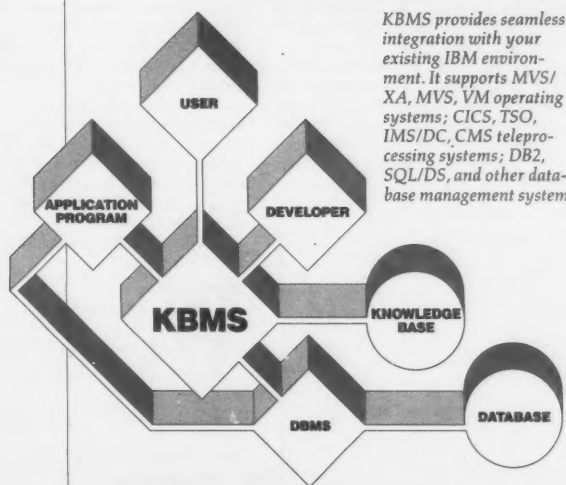 KBMS provides seamless
integration with your
existing IBM environ-
ment. It supports MVS/
XA, MVS, VM operating
systems; CICS, TSO,
IMS/DC, CMS telepro-
cessing systems; DB2,
SQL/DS, and other data-
base management system
USER
APPLICATION
PROGRAM
DEVELOPER
KBMS
KNOWLEDGE
BASE
DBMS
DATABASE